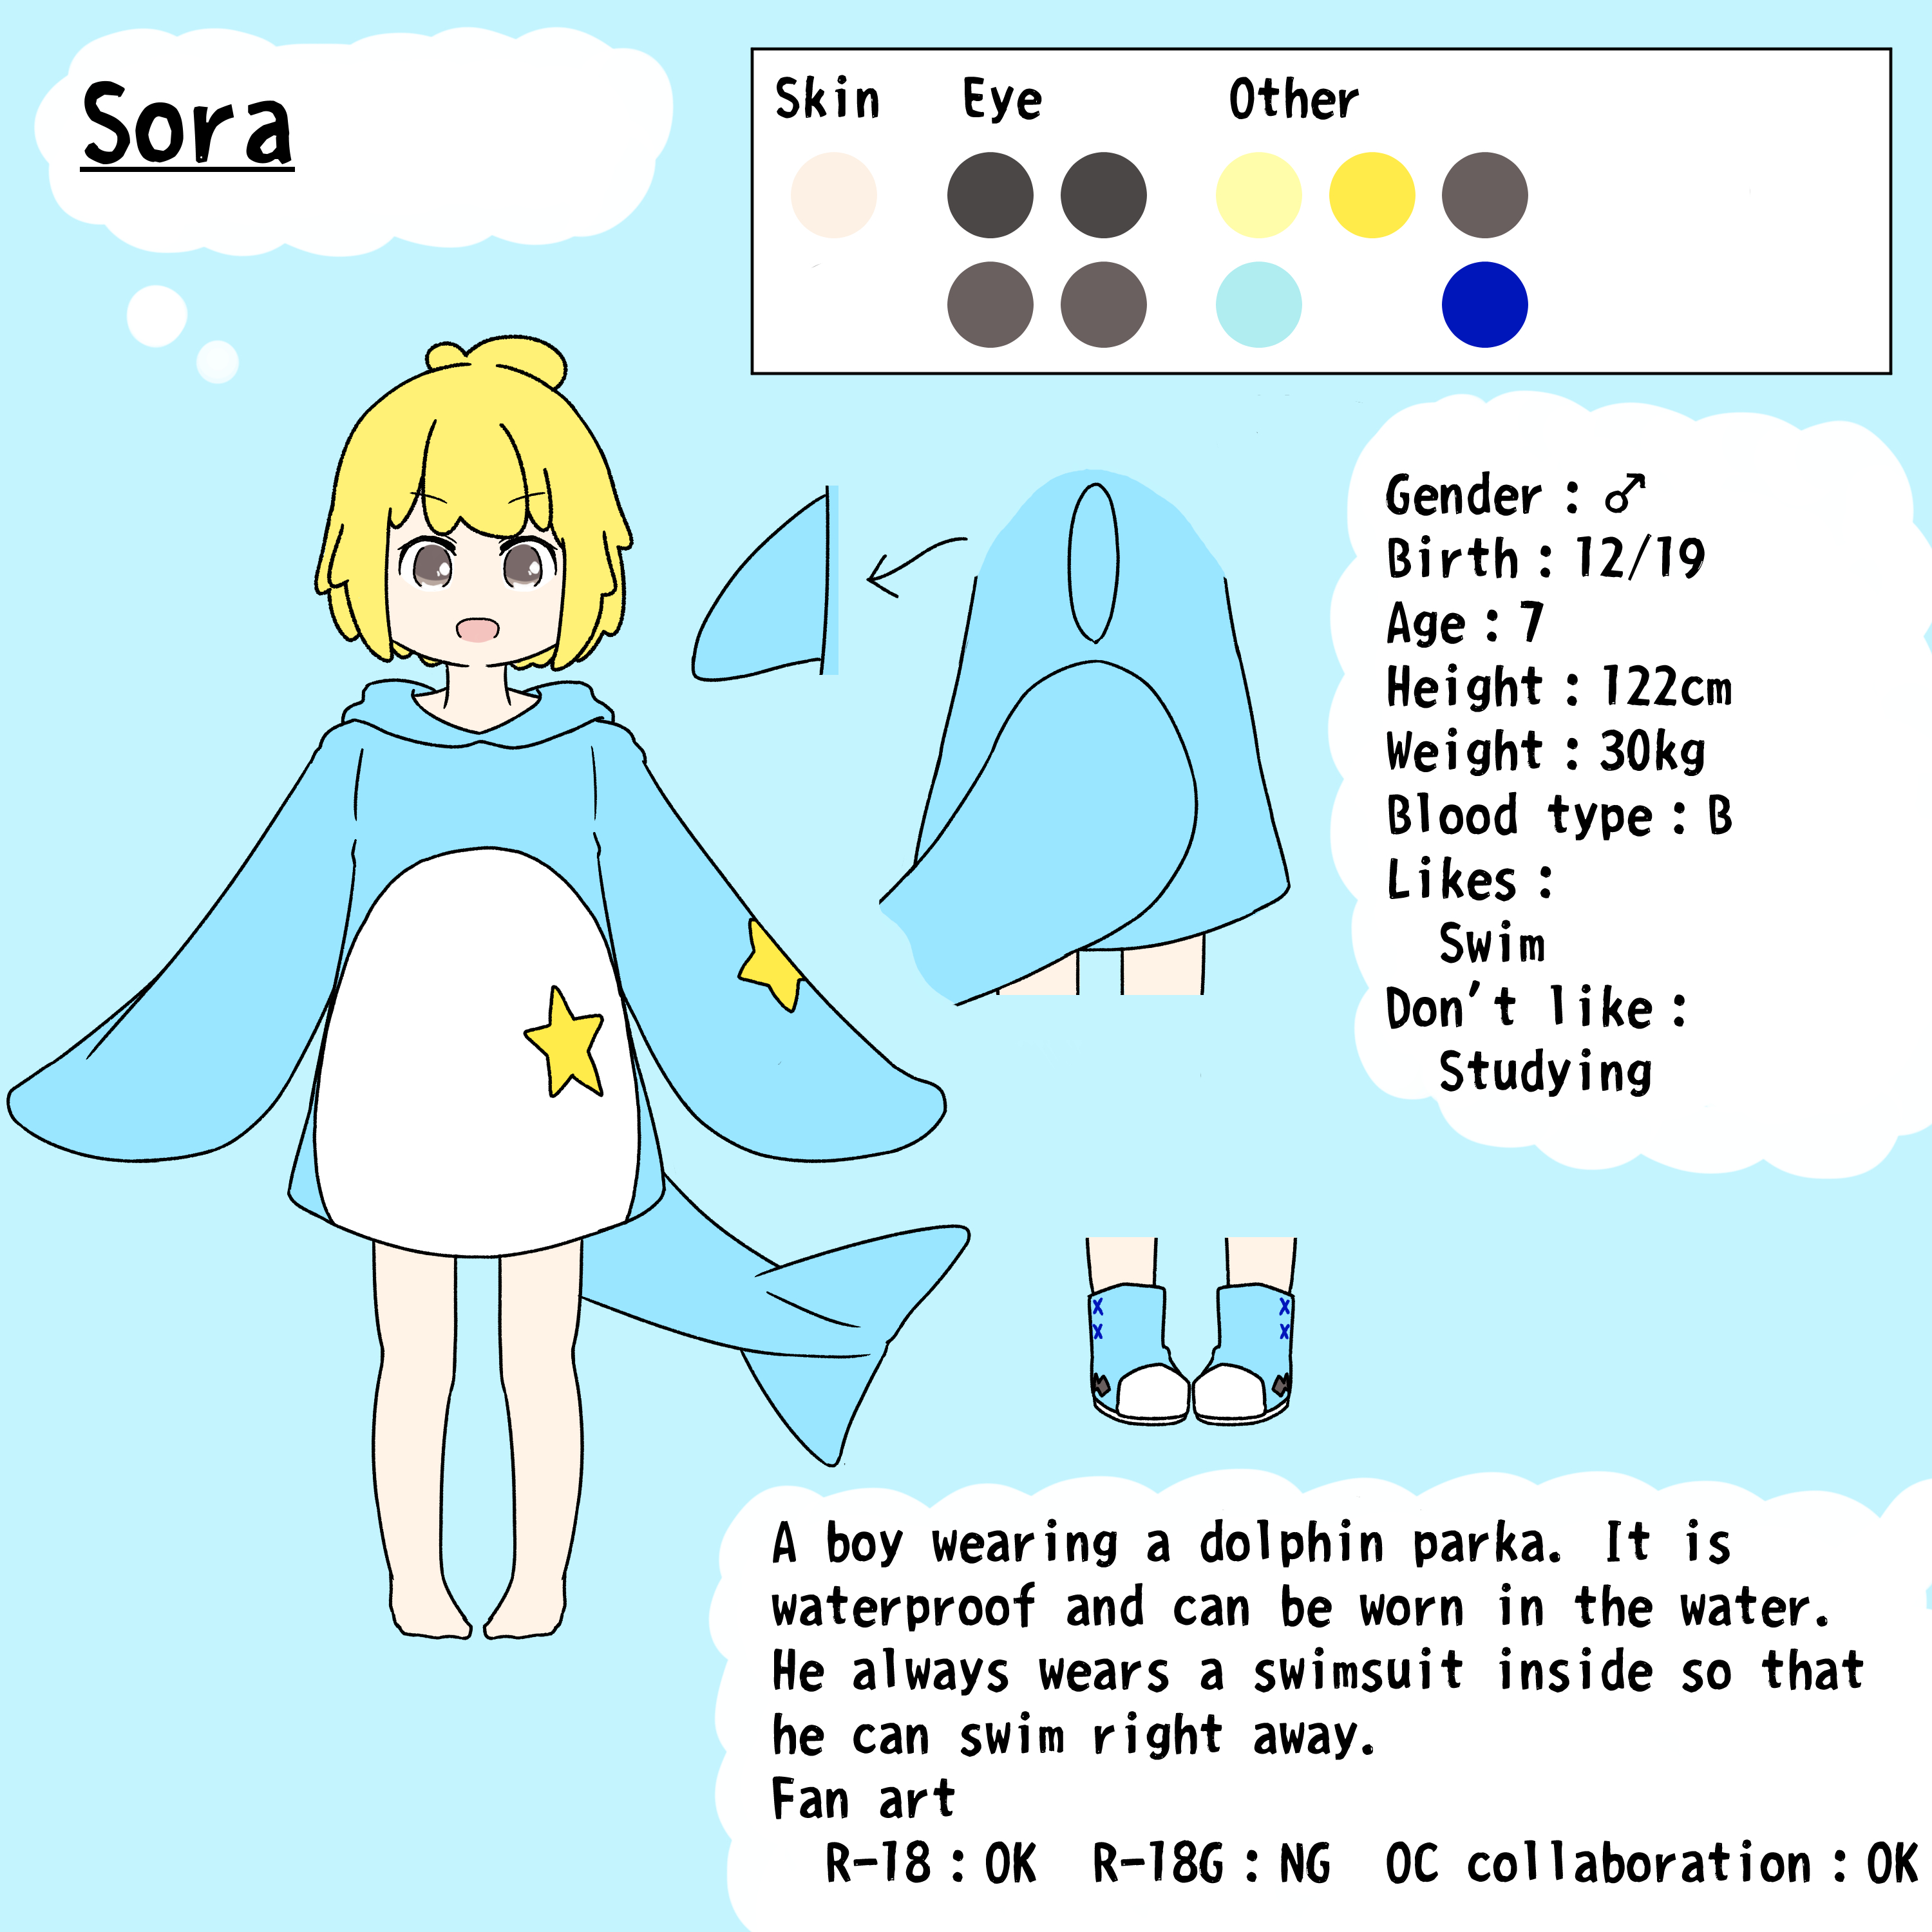 Sora
Skin Eye Other
Gender : ♂
Birth : 12/19
Age : 7
Height : 122cm
Weight : 30kg
Blood type : B
Likes :
Swim
Don't like :
Studying
A boy wearing a dolphin parka. It is
waterproof and can be worn in the water.
He always wears a swimsuit inside so that
he can swim right away.
Fan art
R-18 : OK R-18G : NG OC collaboration : OK